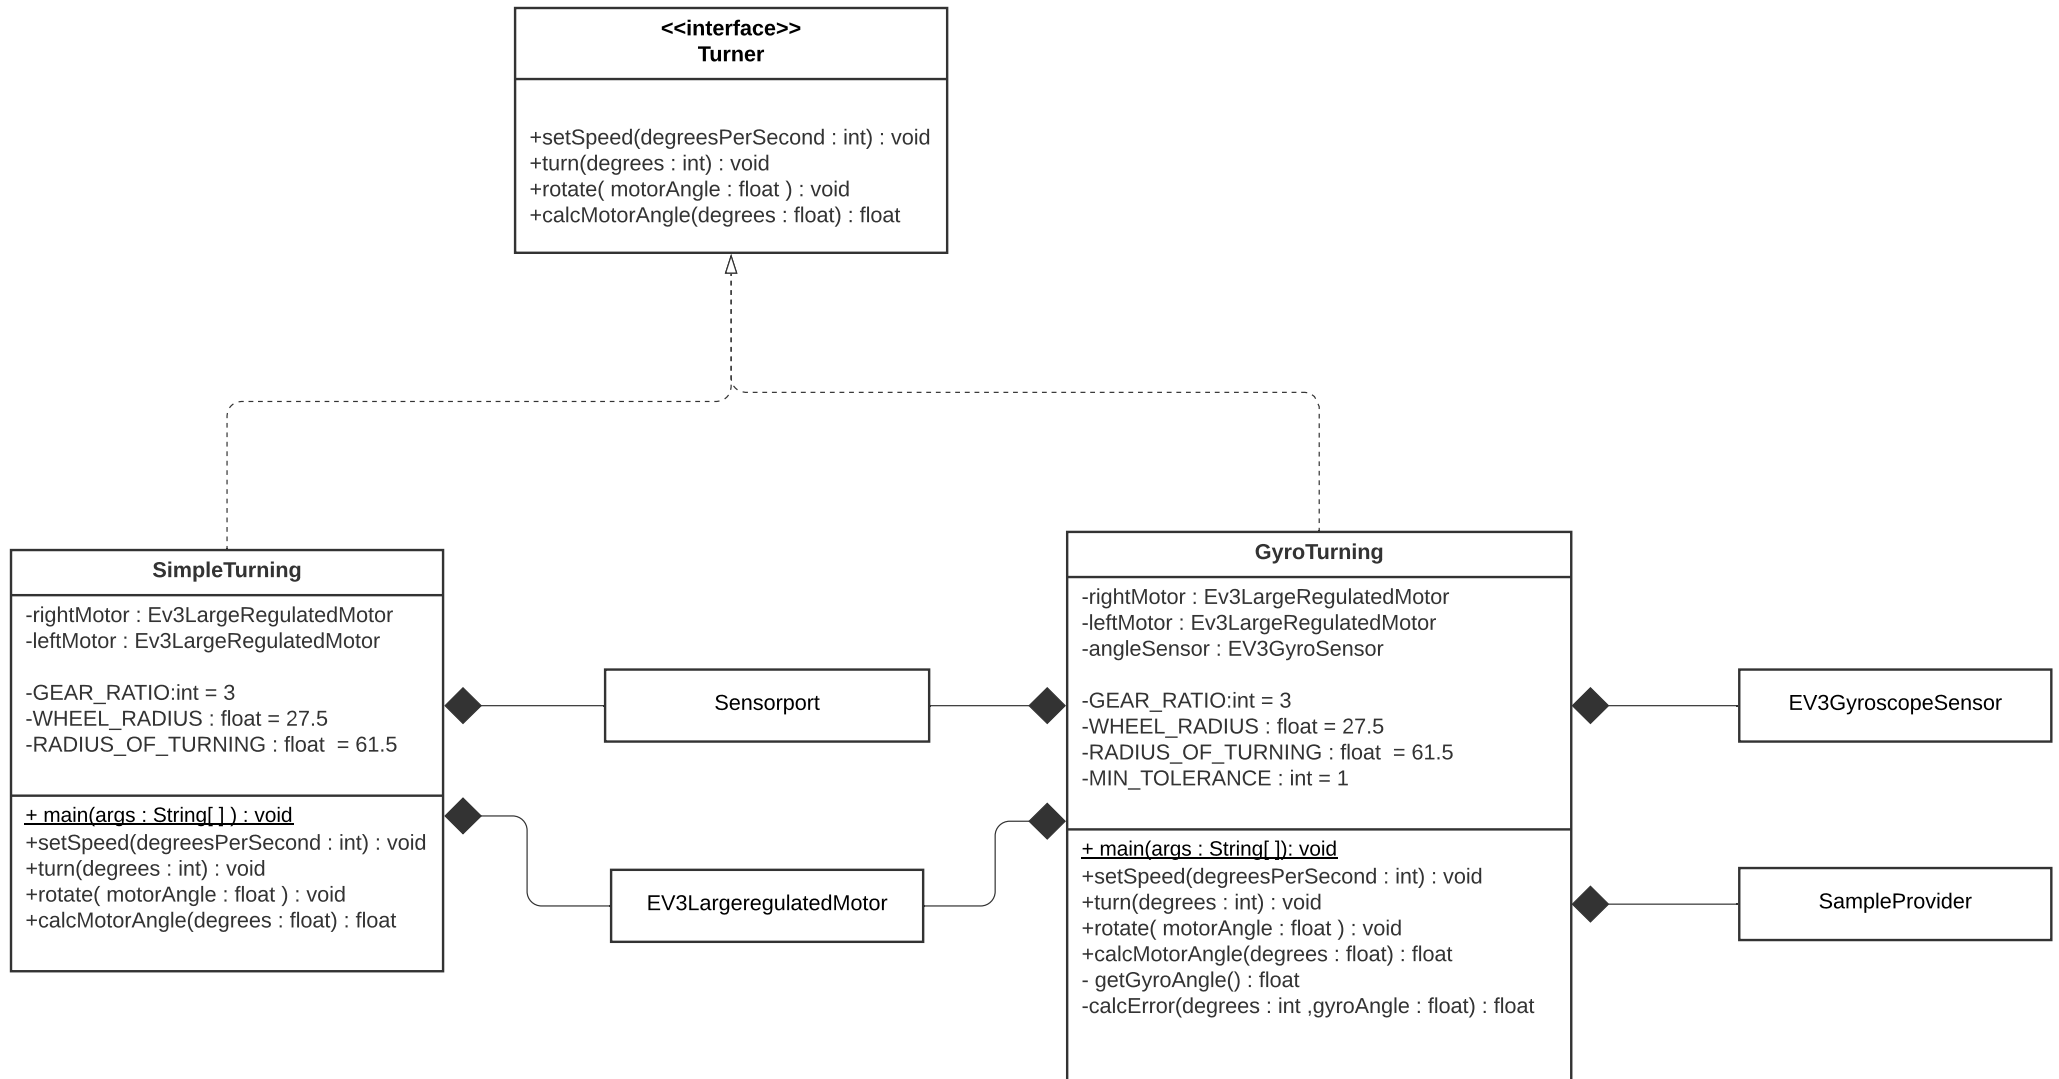 <<interface>>
Turner
+setSpeed(degreesPerSecond : int) : void
+turn(degrees : int) : void
+rotate( motorAngle : float ) : void
+calcMotorAngle(degrees : float) : float
SimpleTurning
-rightMotor : Ev3LargeRegulatedMotor
-leftMotor : Ev3LargeRegulatedMotor
-GEAR_RATIO:int = 3
-WHEEL_RADIUS : float = 27.5
-RADIUS_OF_TURNING : float  = 61.5
+ main(args : String[ ] ) : void
+setSpeed(degreesPerSecond : int) : void
+turn(degrees : int) : void
+rotate( motorAngle : float ) : void
+calcMotorAngle(degrees : float) : float
Sensorport
EV3LargeregulatedMotor
GyroTurning
-rightMotor : Ev3LargeRegulatedMotor
-leftMotor : Ev3LargeRegulatedMotor
-angleSensor : EV3GyroSensor
-GEAR_RATIO:int = 3
-WHEEL_RADIUS : float = 27.5
-RADIUS_OF_TURNING : float  = 61.5
-MIN_TOLERANCE : int = 1
+ main(args : String[ ]): void
+setSpeed(degreesPerSecond : int) : void
+turn(degrees : int) : void
+rotate( motorAngle : float ) : void
+calcMotorAngle(degrees : float) : float
- getGyroAngle() : float
-calcError(degrees : int ,gyroAngle : float) : float
EV3GyroscopeSensor
SampleProvider